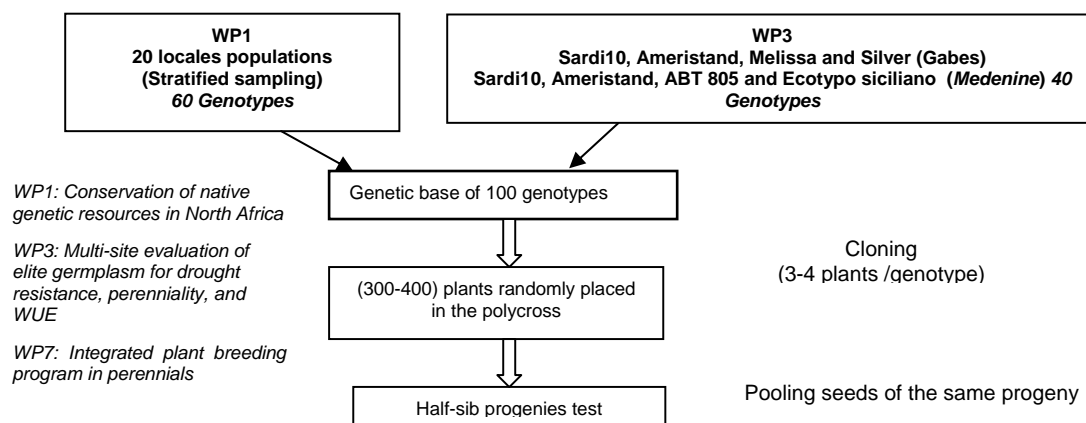 WP1
20 locales populations
(Stratified sampling)
60 Genotypes
WP3
Sardi10, Ameristand, Melissa and Silver (Gabes)
Sardi10, Ameristand, ABT 805 and Ecotypo siciliano (Medenine) 40
Genotypes
WP1: Conservation of native
genetic resources in North Africa
WP3: Multi-site evaluation of
elite germplasm for drought
resistance, perenniality, and
WUE
WP7: Integrated plant breeding
program in perennials
Genetic base of 100 genotypes
Cloning
(3-4 plants /genotype)
(300-400) plants randomly placed
in the polycross
Pooling seeds of the same progeny
Half-sib progenies test